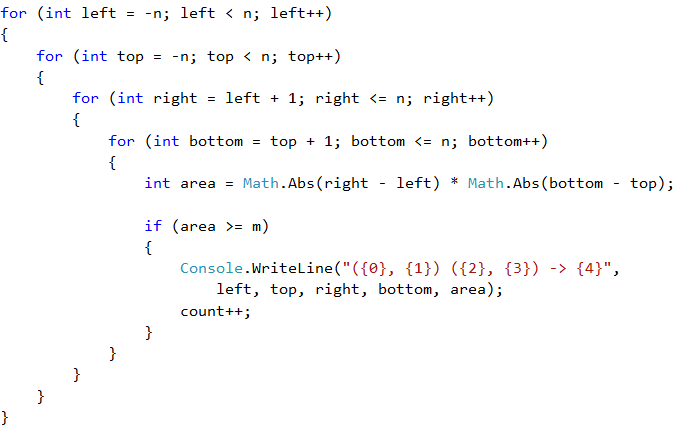 for (int left = -n; left < n; left++)
{
    for (int top = -n; top < n; top++)
    {
        for (int right = left + 1; right <= n; right++)
        {
            for (int bottom = top + 1; bottom <= n; bottom++)
            {
                int area = Math.Abs(right - left) * Math.Abs(bottom - top);

                if (area >= m)
                {
                    Console.WriteLine("({0}, {1}) ({2}, {3}) -> {4}",
                        left, top, right, bottom, area);
                    count++;
                }
            }
        }
    }
}